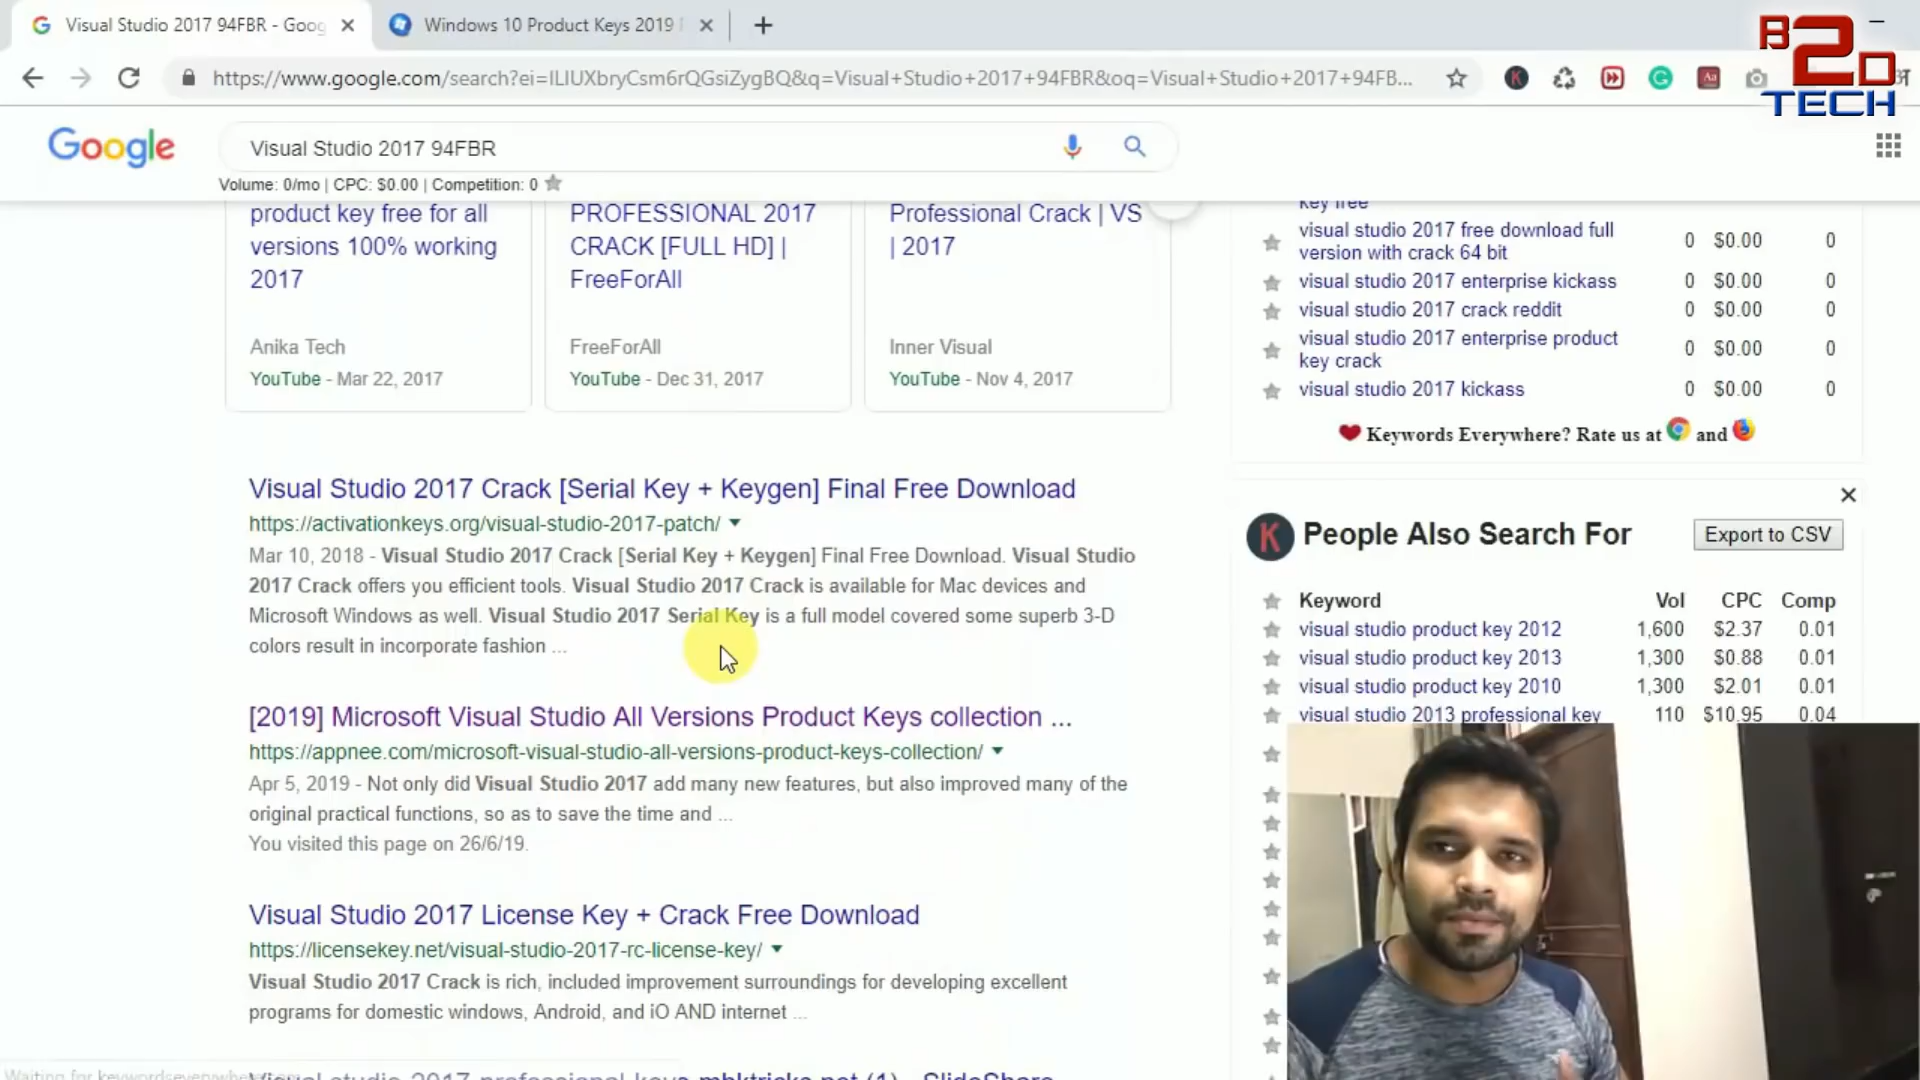 Visual Studio 2017 94FBR - Goog
Windows 10 Product Keys 2019
B2D
TECH
https://www.google.com/search?ei=ILIUXbryCsm6rQGsiZygBQ&q=Visual+Studio+2017+94FBR&oq=Visual+Studio+2017+94FB...
Google
Visual Studio 2017 94FBR
Volume: 0/mo | CPC: $0.00 | Competition: 0
product key free for all
versions 100% working
2017
Anika Tech
YouTube - Mar 22, 2017
PROFESSIONAL 2017
CRACK [FULL HD] |
FreeForAll
FreeForAll
YouTube - Dec 31, 2017
Professional Crack | VS
| 2017
Inner Visual
YouTube - Nov 4, 2017
key free
visual studio 2017 free download full
version with crack 64 bit 0 $0.00 0
visual studio 2017 enterprise kickass 0 $0.00 0
visual studio 2017 crack reddit 0 $0.00 0
visual studio 2017 enterprise product
key crack 0 $0.00 0
visual studio 2017 kickass 0 $0.00 0
Keywords Everywhere? Rate us at and
Visual Studio 2017 Crack [Serial Key + Keygen] Final Free Download
https://activationkeys.org/visual-studio-2017-patch/
Mar 10, 2018 - Visual Studio 2017 Crack [Serial Key + Keygen] Final Free Download. Visual Studio
2017 Crack offers you efficient tools. Visual Studio 2017 Crack is available for Mac devices and
Microsoft Windows as well. Visual Studio 2017 Serial Key is a full model covered some superb 3-D
colors result in incorporate fashion ...
[2019] Microsoft Visual Studio All Versions Product Keys collection ...
https://appnee.com/microsoft-visual-studio-all-versions-product-keys-collection/
Apr 5, 2019 - Not only did Visual Studio 2017 add many new features, but also improved many of the
original practical functions, so as to save the time and ...
You visited this page on 26/6/19.
Visual Studio 2017 License Key + Crack Free Download
https://licensekey.net/visual-studio-2017-rc-license-key/
Visual Studio 2017 Crack is rich, included improvement surroundings for developing excellent
programs for domestic windows, Android, and iO AND internet ...
K People Also Search For Export to CSV
Keyword Vol CPC Comp
visual studio product key 2012 1,600 $2.37 0.01
visual studio product key 2013 1,300 $0.88 0.01
visual studio product key 2010 1,300 $2.01 0.01
visual studio 2013 professional key 110 $10.95 0.04